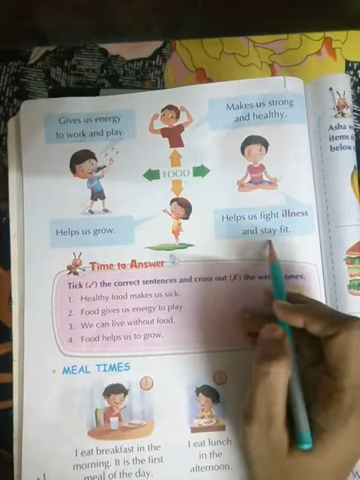 Gives us energy
to work and play.
Makes us strong
and healthy.
FOOD
Helps us grow.
Helps us fight illness
and stay fit.
Time to Answer
Tick (✓) the correct sentences and cross out (✗) the ones.
1. Healthy food makes us sick.
2. Food gives us energy to play.
3. We can live without food.
4. Food helps us to grow.
MEAL TIMES
I eat breakfast in the
morning. It is the first
meal of the day.
I eat lunch
in the
afternoon.
Asha
items
below